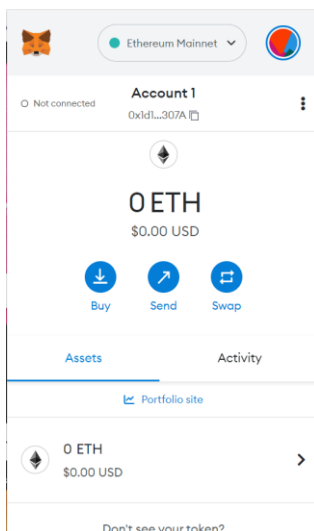 Ethereum Mainnet
Not connected
Account 1
0x1d1...307A
0 ETH
$0.00 USD
Buy Send Swap
Assets Activity
Portfolio site
0 ETH
$0.00 USD
Don't see your token?